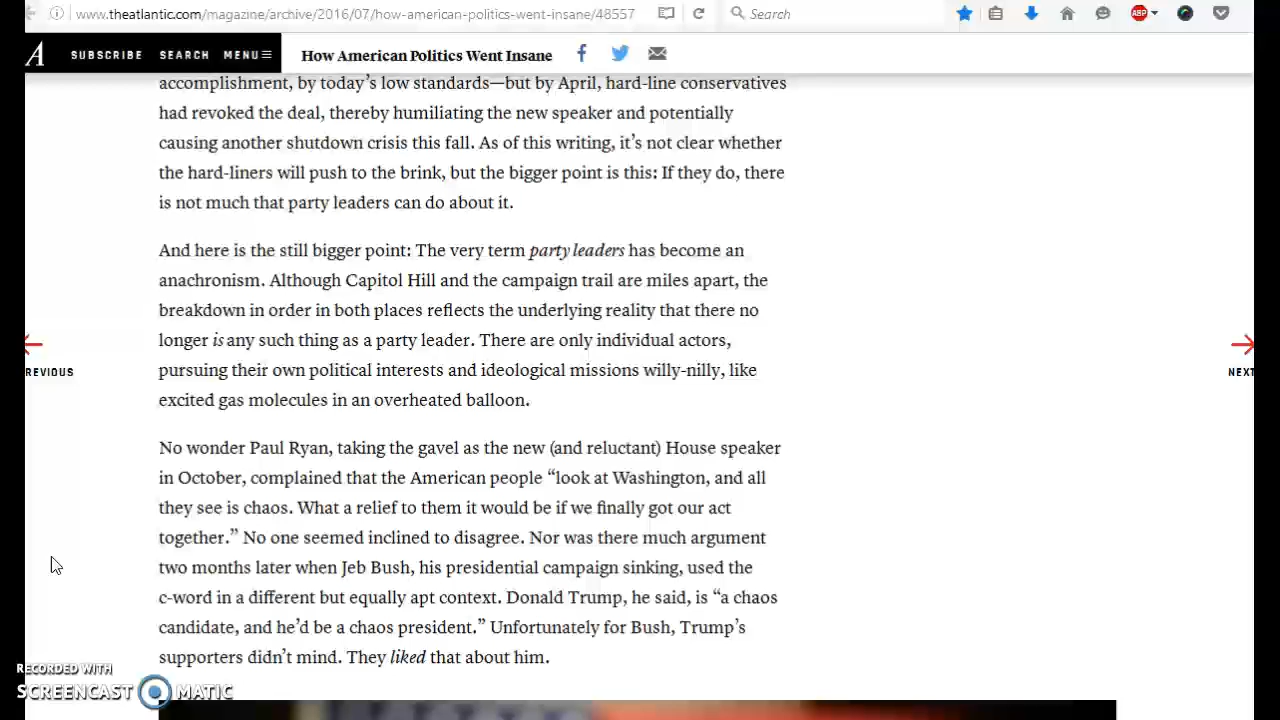 www.theatlantic.com/magazine/archive/2016/07/how-american-politics-went-insane/48557
Search
ABP
A SUBSCRIBE SEARCH MENU
How American Politics Went Insane
accomplishment, by today’s low standards—but by April, hard-line conservatives
had revoked the deal, thereby humiliating the new speaker and potentially
causing another shutdown crisis this fall. As of this writing, it’s not clear whether
the hard-liners will push to the brink, but the bigger point is this: If they do, there
is not much that party leaders can do about it.
And here is the still bigger point: The very term party leaders has become an
anachronism. Although Capitol Hill and the campaign trail are miles apart, the
breakdown in order in both places reflects the underlying reality that there no
longer is any such thing as a party leader. There are only individual actors,
pursuing their own political interests and ideological missions willy-nilly, like
excited gas molecules in an overheated balloon.
REVIOUS
NEXT
No wonder Paul Ryan, taking the gavel as the new (and reluctant) House speaker
in October, complained that the American people “look at Washington, and all
they see is chaos. What a relief to them it would be if we finally got our act
together.” No one seemed inclined to disagree. Nor was there much argument
two months later when Jeb Bush, his presidential campaign sinking, used the
c-word in a different but equally apt context. Donald Trump, he said, is “a chaos
candidate, and he’d be a chaos president.” Unfortunately for Bush, Trump’s
supporters didn’t mind. They liked that about him.
RECORDED WITH
SCREENCAST MATIC